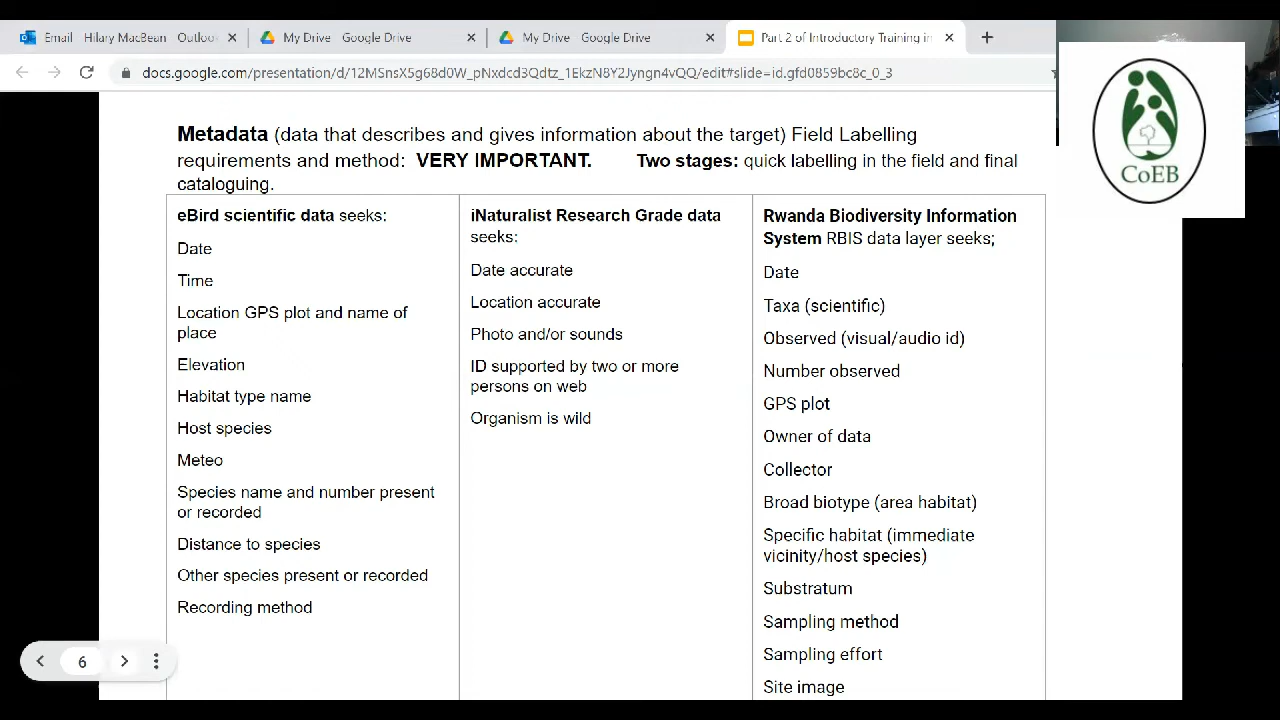 Email Hilary MacBean Outloo
My Drive Google Drive
My Drive Google Drive
Part 2 of Introductory Training in
docs.google.com/presentation/d/12MSnsX5g68d0W_pNxdcd3Qdtz_1EkzN8Y2Jyngn4vQQ/edit#slide=id.gfd0859bc8c_0_3
CoEB
Metadata (data that describes and gives information about the target) Field Labelling
requirements and method: VERY IMPORTANT. Two stages: quick labelling in the field and final
cataloguing.
eBird scientific data seeks:
Date
Time
Location GPS plot and name of
place
Elevation
Habitat type name
Host species
Meteo
Species name and number present
or recorded
Distance to species
Other species present or recorded
Recording method
iNaturalist Research Grade data
seeks:
Date accurate
Location accurate
Photo and/or sounds
ID supported by two or more
persons on web
Organism is wild
Rwanda Biodiversity Information
System RBIS data layer seeks;
Date
Taxa (scientific)
Observed (visual/audio id)
Number observed
GPS plot
Owner of data
Collector
Broad biotype (area habitat)
Specific habitat (immediate
vicinity/host species)
Substratum
Sampling method
Sampling effort
Site image
6